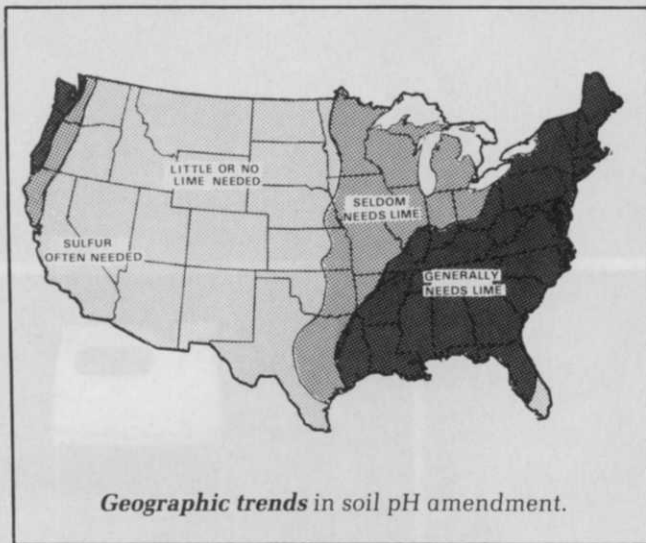 LITTLE OR NO
LIME NEEDED
SELDOM
NEEDS LIME
SULFUR
OFTEN NEEDED
GENERALLY
NEEDS LIME
Geographic trends in soil pH amendment.